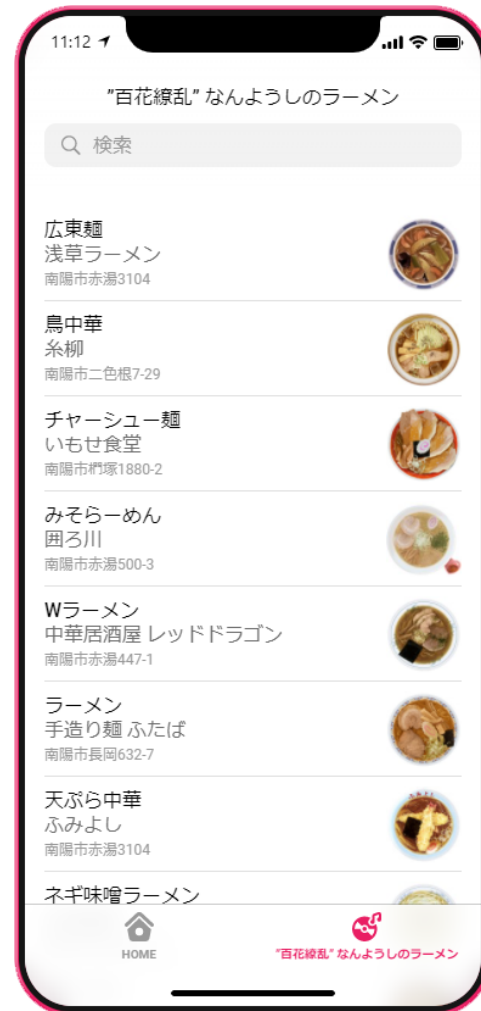 11:12
"百花繚乱" なんようしのラーメン
検索
広東麺
浅草ラーメン
南陽市赤湯3104
鳥中華
糸柳
南陽市二色根7-29
チャーシュー麺
いもせ食堂
南陽市椚塚1880-2
みそらーめん
囲ろ川
南陽市赤湯500-3
Wラーメン
中華居酒屋 レッドドラゴン
南陽市赤湯447-1
ラーメン
手造り麺 ふたば
南陽市長岡632-7
天ぷら中華
ふみよし
南陽市赤湯3104
ネギ味噌ラーメン
HOME
"百花繚乱" なんようしのラーメン